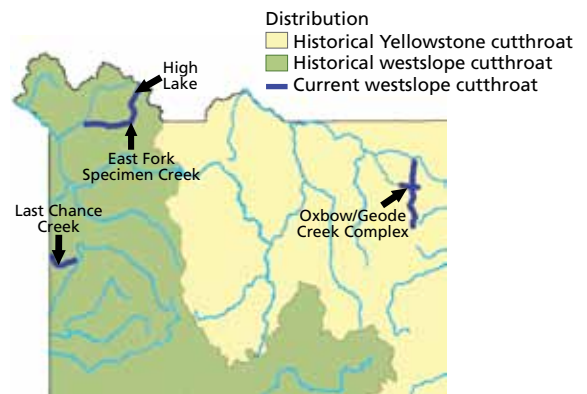 Distribution
Historical Yellowstone cutthroat
Historical westslope cutthroat
Current westslope cutthroat
High
Lake
East Fork
Specimen Creek
Last Chance
Creek
Oxbow/Geode
Creek Complex